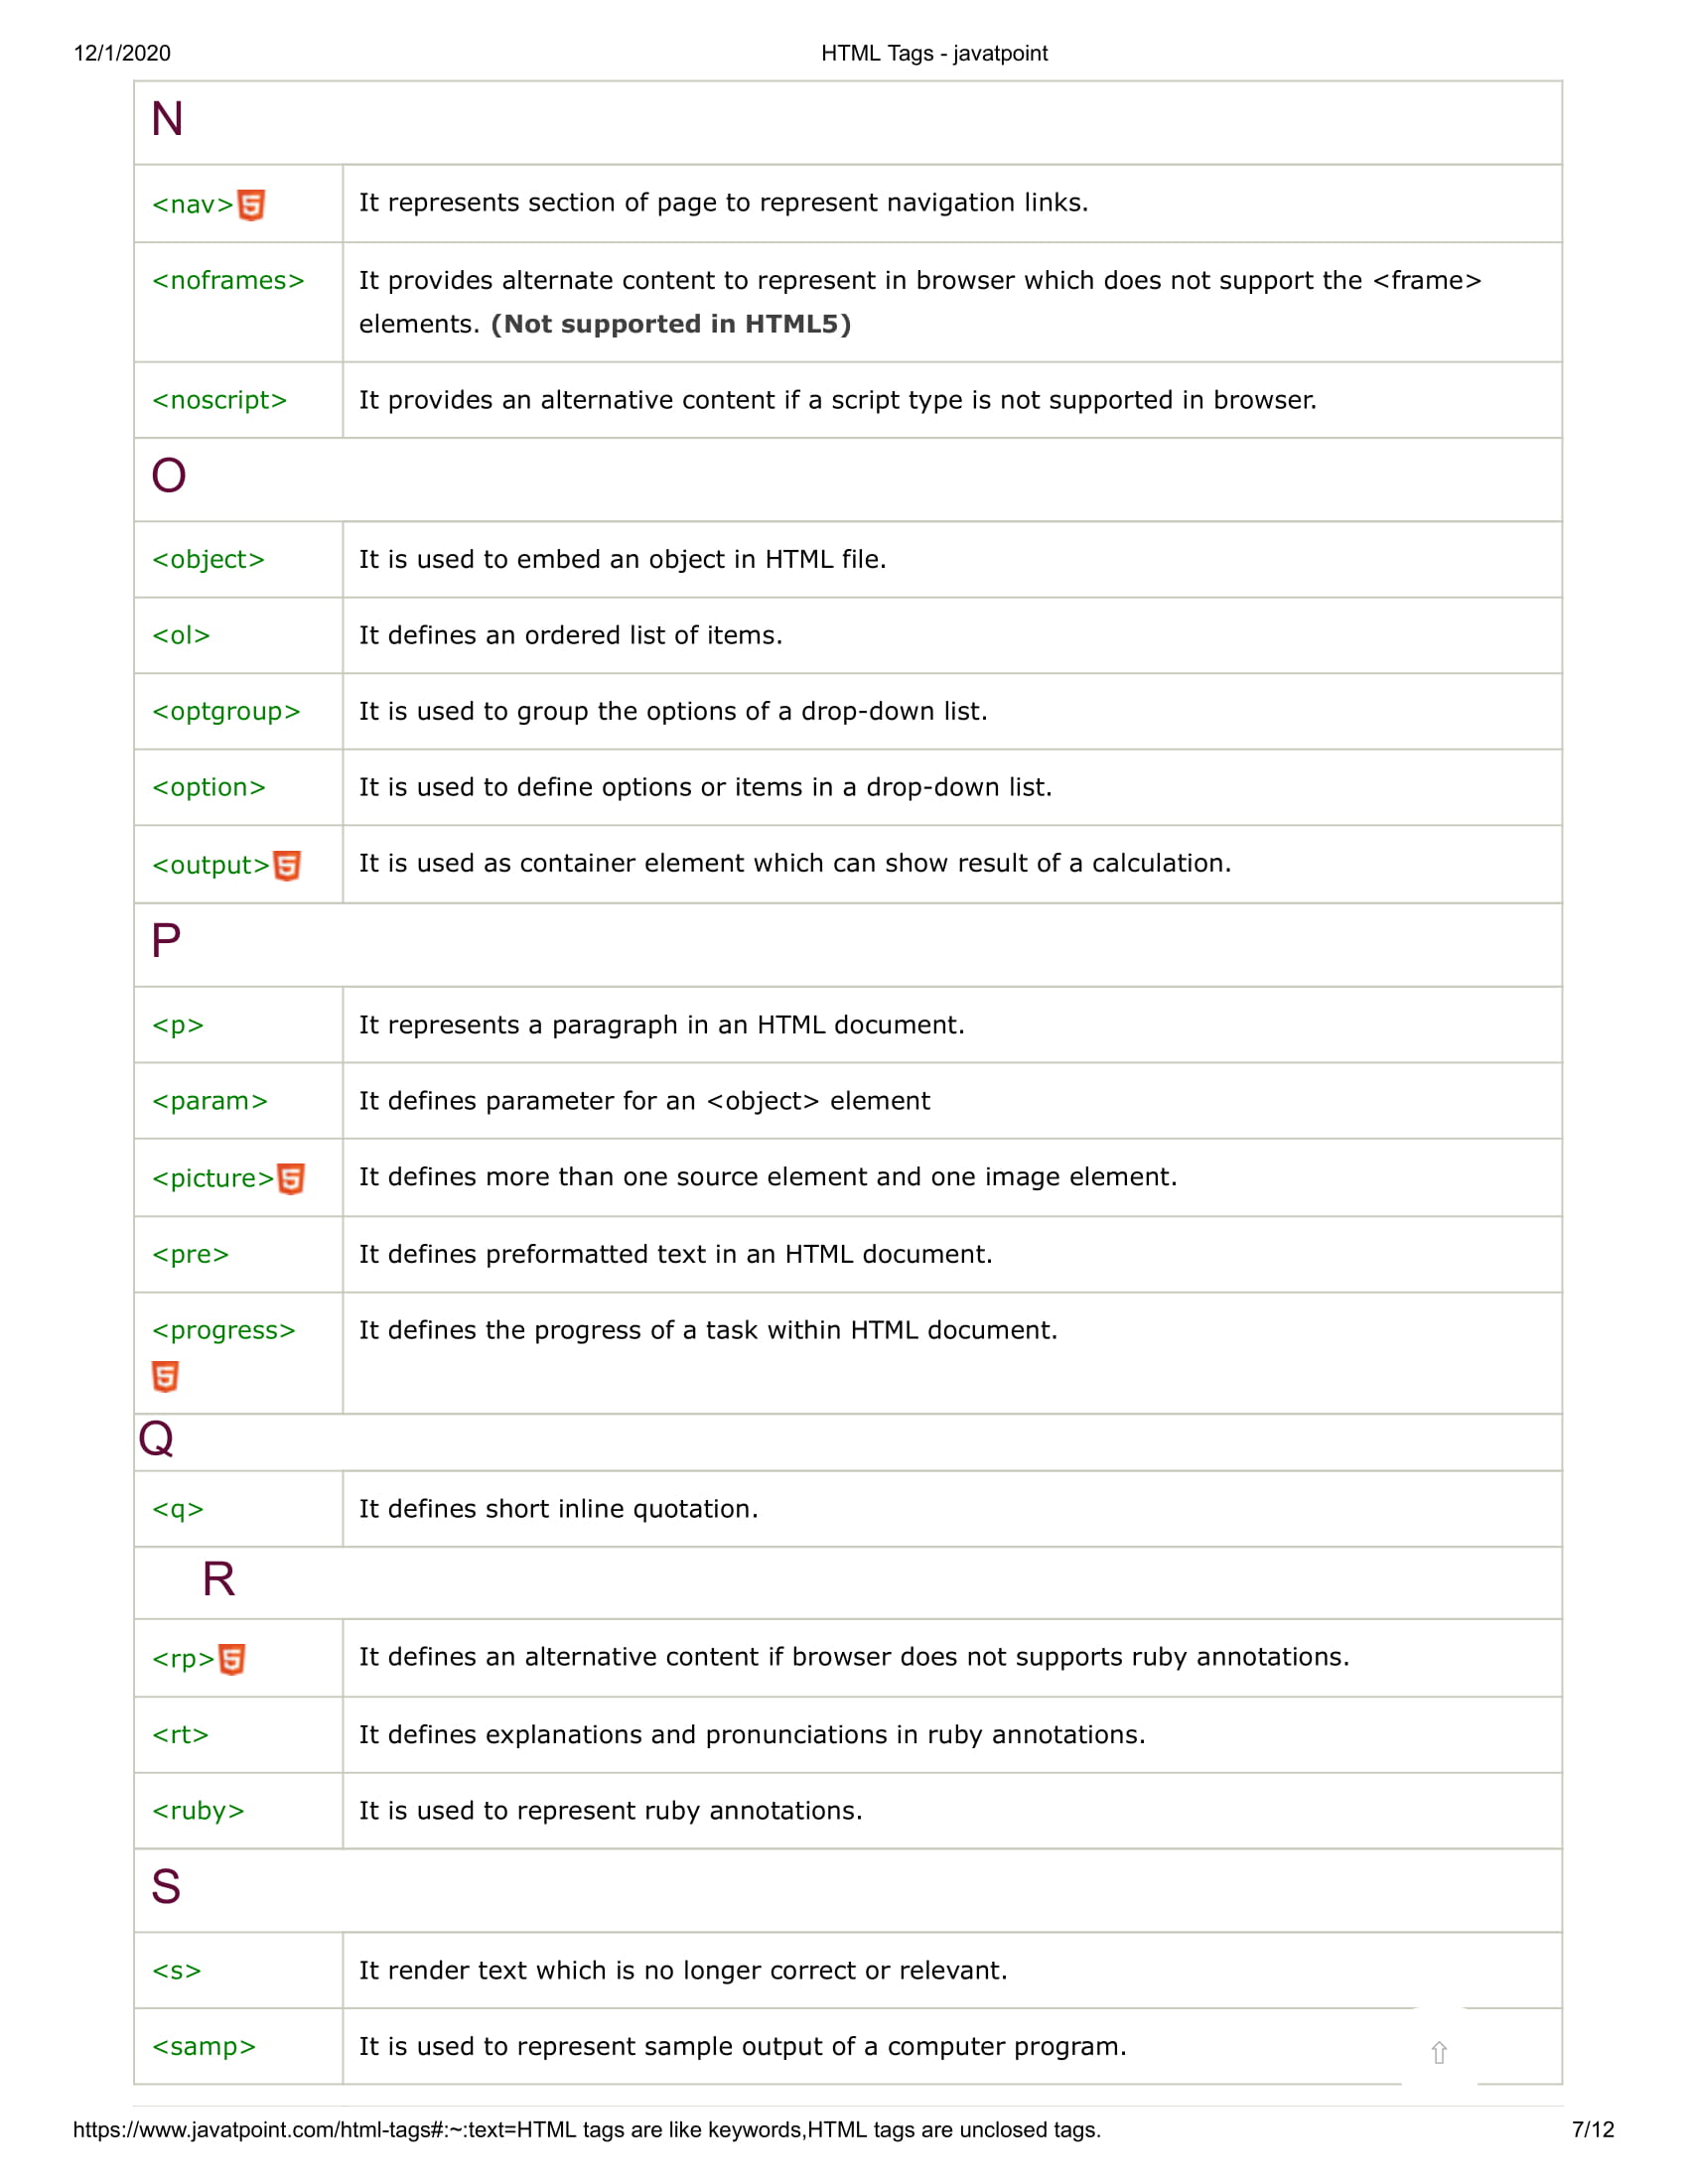 12/1/2020 HTML Tags - javatpoint
N
<nav>5 It represents section of page to represent navigation links.
<noframes> It provides alternate content to represent in browser which does not support the <frame>
elements. (Not supported in HTML5)
<noscript> It provides an alternative content if a script type is not supported in browser.
O
<object> It is used to embed an object in HTML file.
<ol> It defines an ordered list of items.
<optgroup> It is used to group the options of a drop-down list.
<option> It is used to define options or items in a drop-down list.
<output>5 It is used as container element which can show result of a calculation.
P
<p> It represents a paragraph in an HTML document.
<param> It defines parameter for an <object> element
<picture>5 It defines more than one source element and one image element.
<pre> It defines preformatted text in an HTML document.
<progress> It defines the progress of a task within HTML document.
5
Q
<q> It defines short inline quotation.
R
<rp>5 It defines an alternative content if browser does not supports ruby annotations.
<rt> It defines explanations and pronunciations in ruby annotations.
<ruby> It is used to represent ruby annotations.
S
<s> It render text which is no longer correct or relevant.
<samp> It is used to represent sample output of a computer program.
⇧
https://www.javatpoint.com/html-tags#:~:text=HTML tags are like keywords,HTML tags are unclosed tags. 7/12